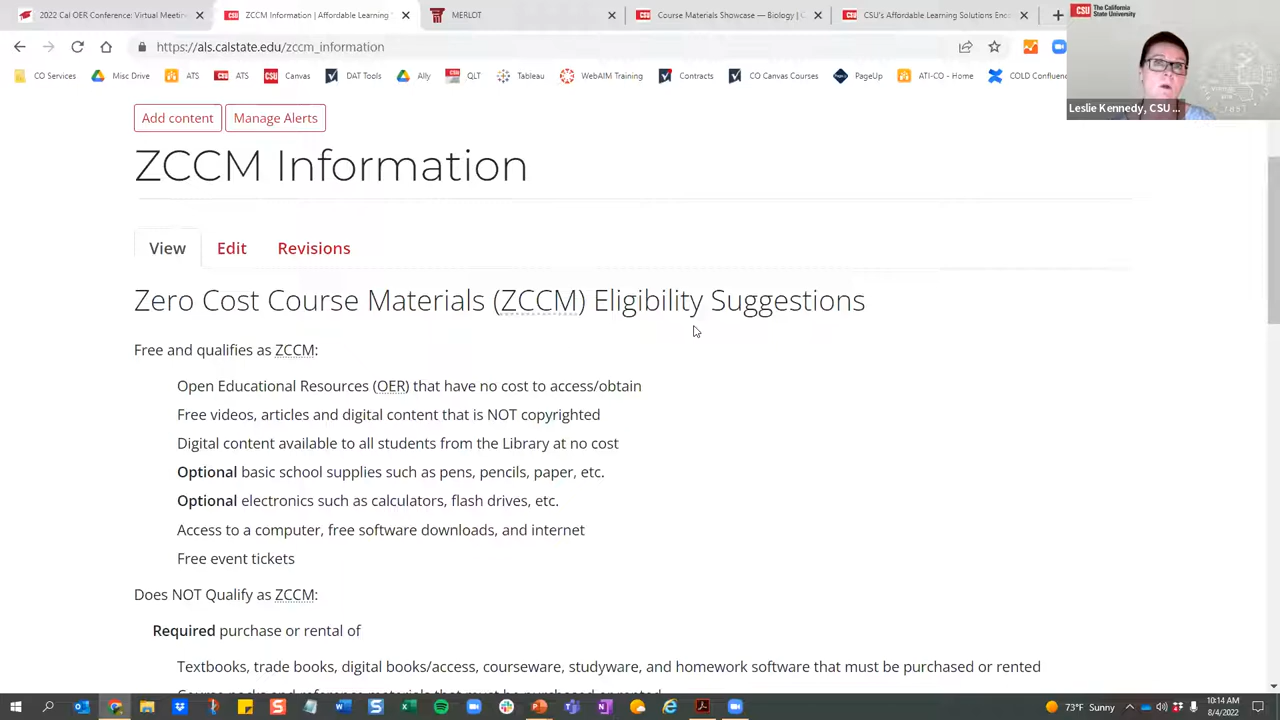 2022 Cal OER Conference: Virtual Meetin
ZCCM Information | Affordable Learning
MERLOT
Course Materials Showcase — Biology |
CSU's Affordable Learning Solutions Enc
CSU The California
State University
https://als.calstate.edu/zccm_information
CO Services
Misc Drive
ATS
ATS
Canvas
DAT Tools
Ally
QLT
Tableau
WebAIM Training
Contracts
CO Canvas Courses
PageUp
ATI-CO - Home
COLD Confluen
Leslie Kennedy, CSU ...
Add content
Manage Alerts
ZCCM Information
View
Edit
Revisions
Zero Cost Course Materials (ZCCM) Eligibility Suggestions
Free and qualifies as ZCCM:
Open Educational Resources (OER) that have no cost to access/obtain
Free videos, articles and digital content that is NOT copyrighted
Digital content available to all students from the Library at no cost
Optional basic school supplies such as pens, pencils, paper, etc.
Optional electronics such as calculators, flash drives, etc.
Access to a computer, free software downloads, and internet
Free event tickets
Does NOT Qualify as ZCCM:
Required purchase or rental of
Textbooks, trade books, digital books/access, courseware, studyware, and homework software that must be purchased or rented
73°F Sunny
10:14 AM
8/4/2022